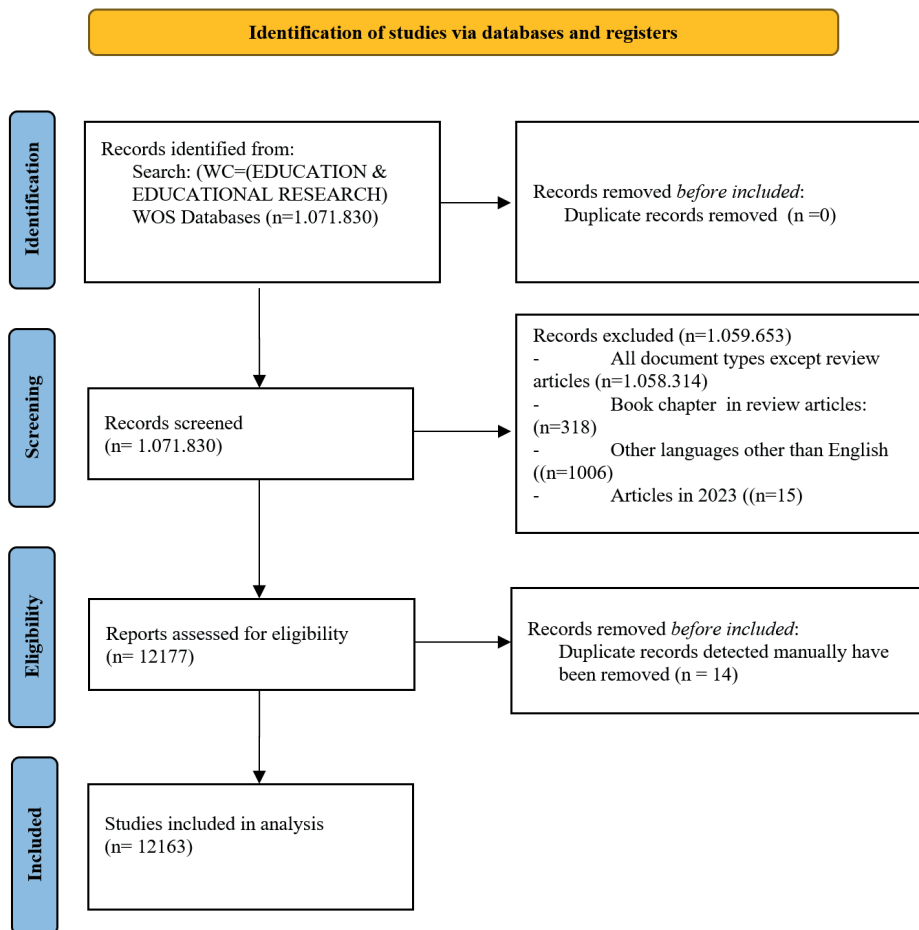 Identification of studies via databases and registers
Identification
Records identified from:
Search: (WC=(EDUCATION &
EDUCATIONAL RESEARCH)
WOS Databases (n=1.071.830)
Records removed before included:
Duplicate records removed (n =0)
Screening
Records screened
(n= 1.071.830)
Records excluded (n=1.059.653)
- All document types except review
articles (n=1.058.314)
- Book chapter in review articles:
(n=318)
- Other languages other than English
((n=1006)
- Articles in 2023 ((n=15)
Eligibility
Reports assessed for eligibility
(n= 12177)
Records removed before included:
Duplicate records detected manually have
been removed (n = 14)
Included
Studies included in analysis
(n= 12163)